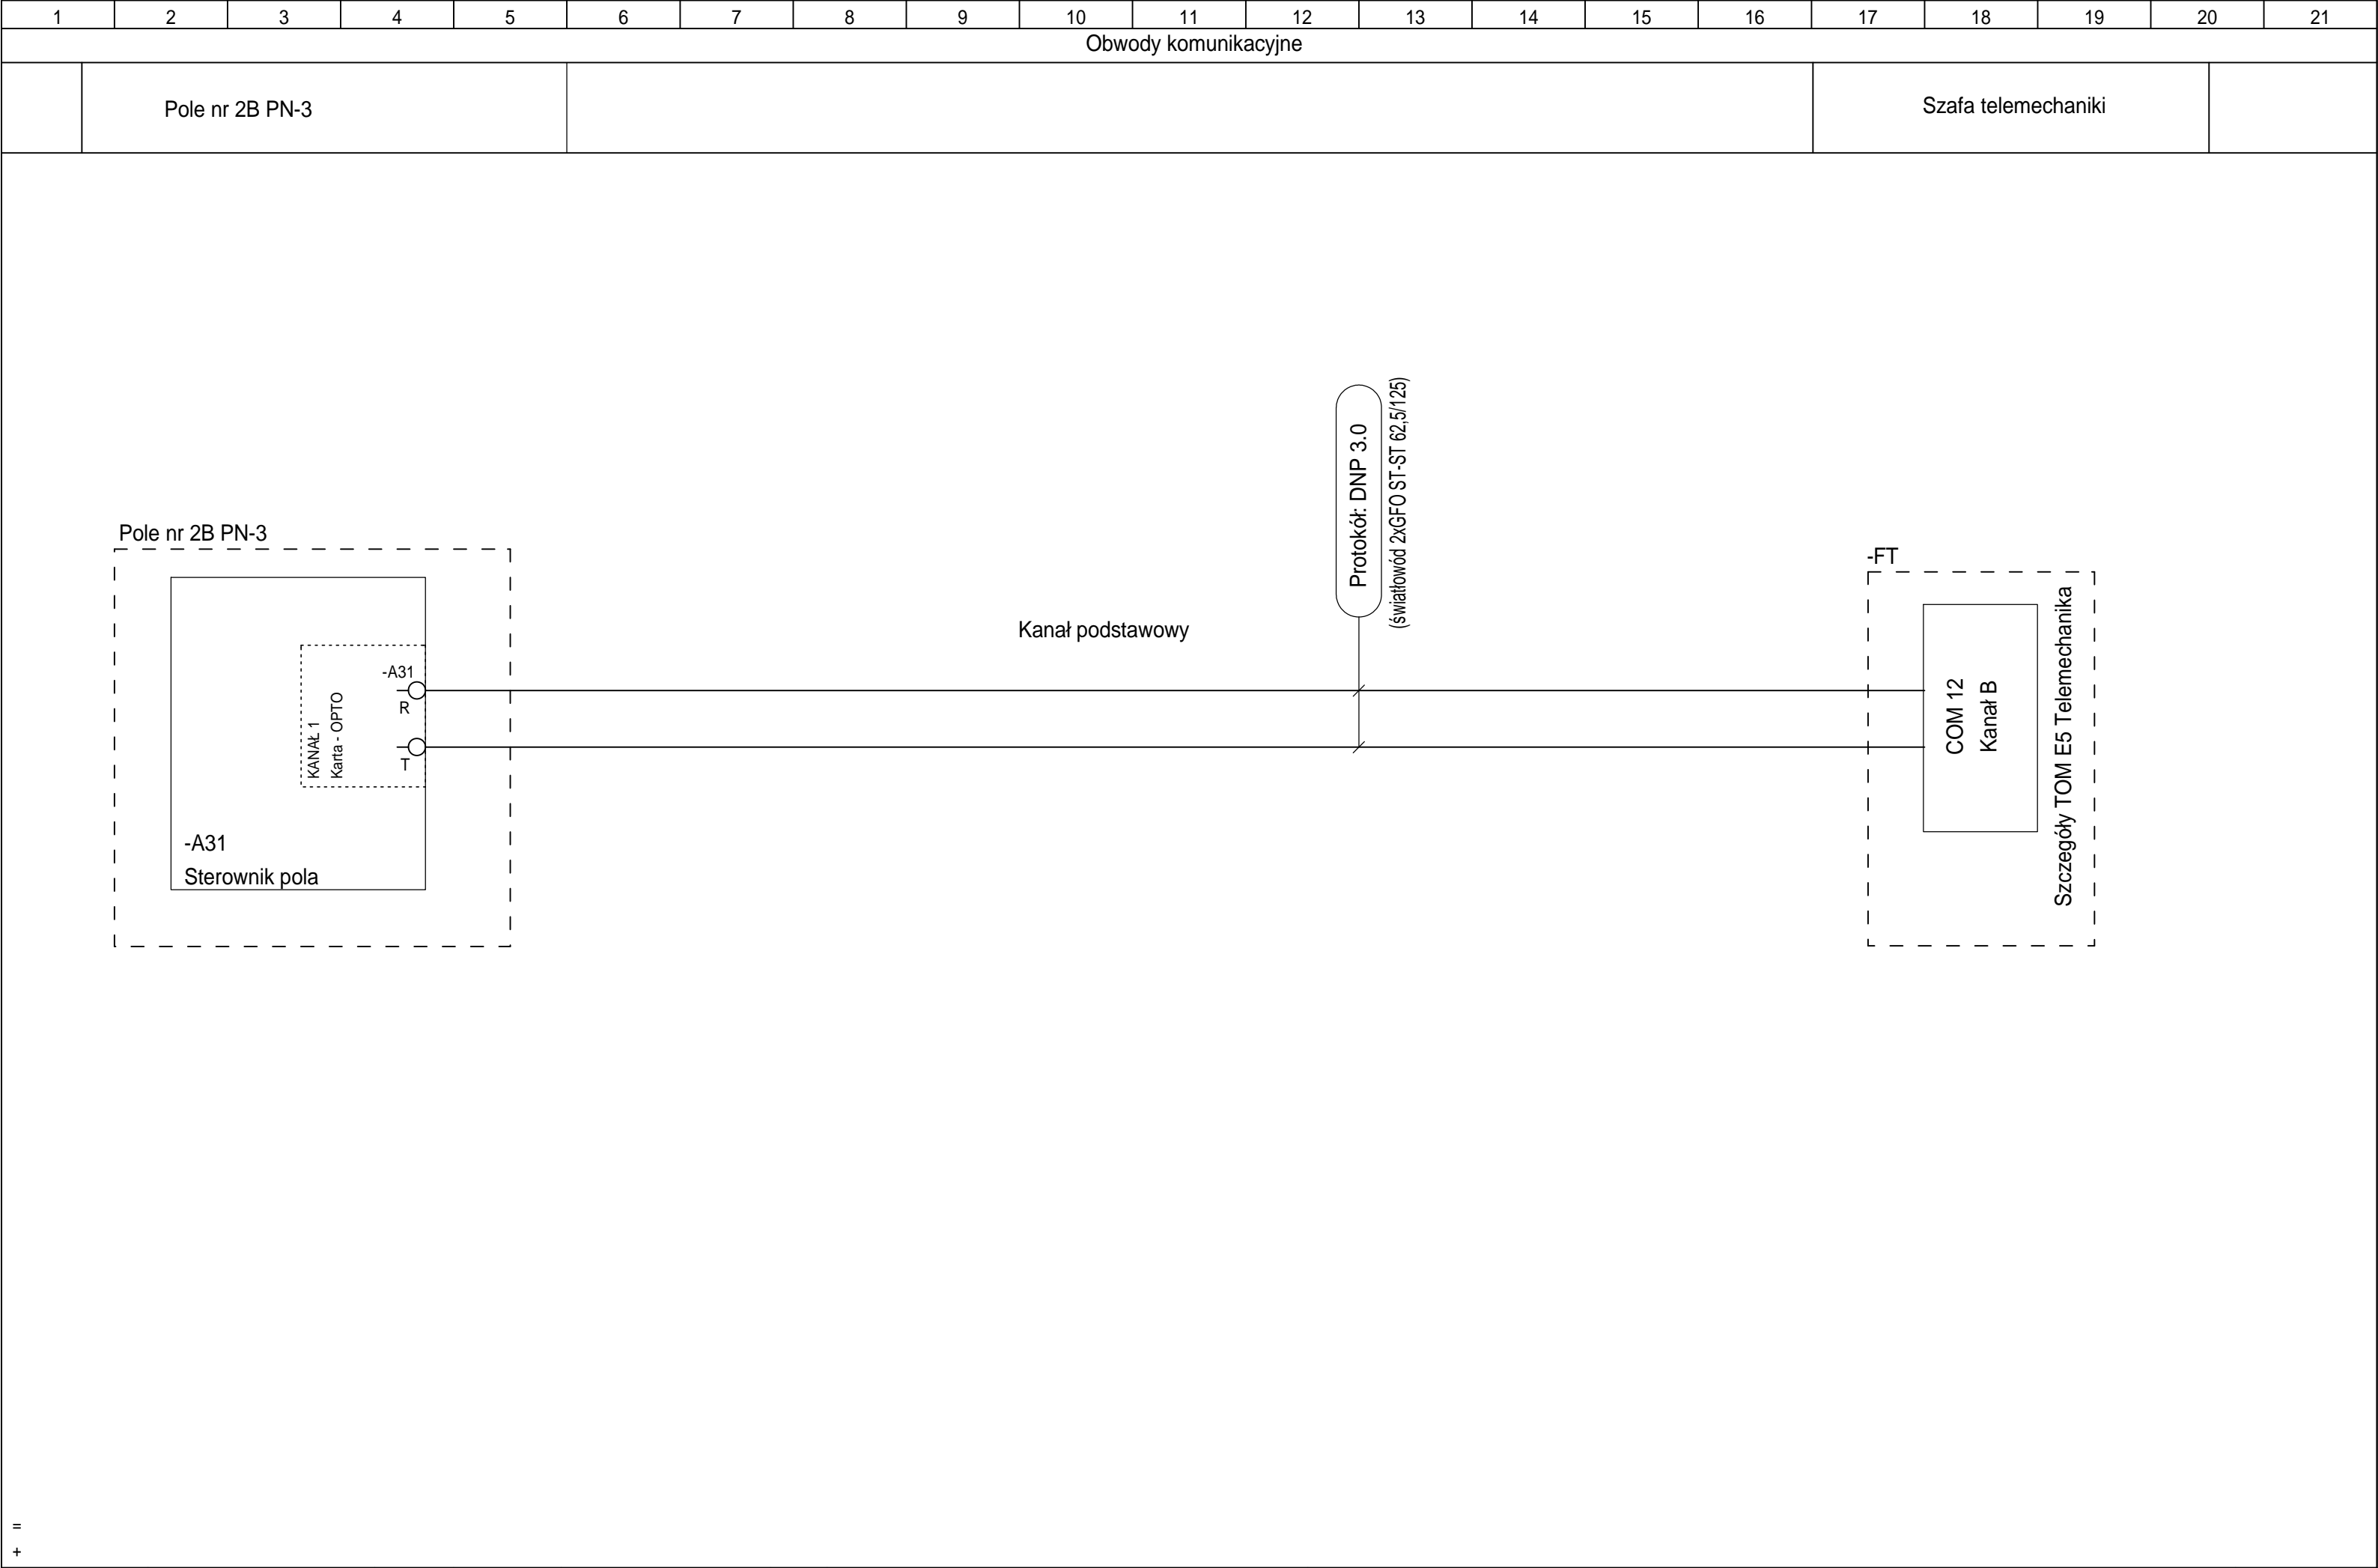 1 2 3 4 5 6 7 8 9 10 11 12 13 14 15 16 17 18 19 20 21
Obwody komunikacyjne
Pole nr 2B PN-3
Szafa telemechaniki
Protokół: DNP 3.0
(światłowód 2xGFO ST-ST 62,5/125)
Pole nr 2B PN-3
-FT
Kanał podstawowy
-A31
R
T
KANAŁ 1
Karta - OPTO
-A31
Sterownik pola
COM 12
Kanał B
Szczegóły TOM E5 Telemechanika
=
+